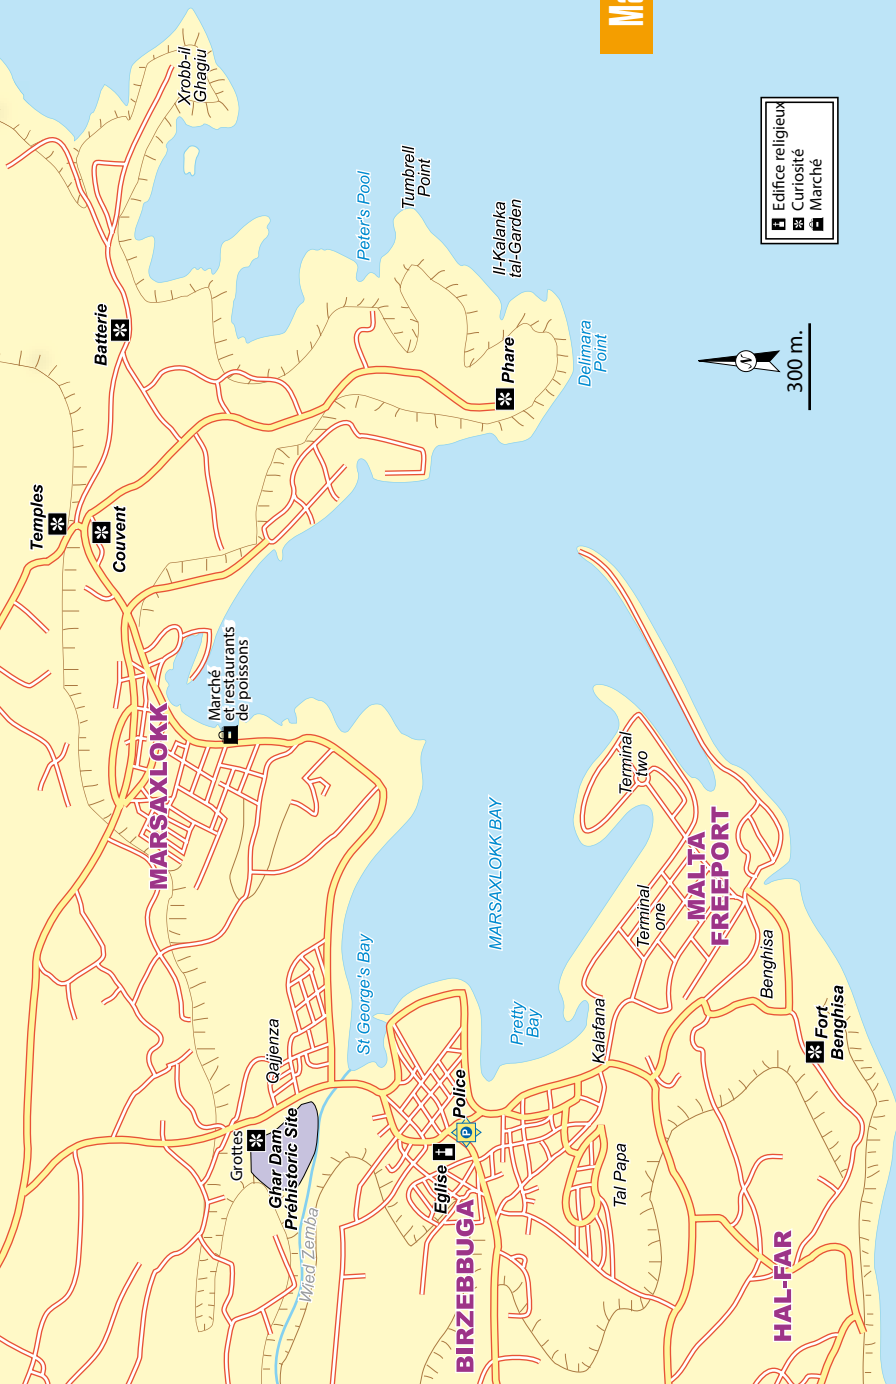 Ma
Xrobb-il
Ghagiu
Peter's Pool
Tumbrell
Point
Il-Kalanka
tal-Garden
Edifice religieux
Curiosité
Marché
Batterie
Phare
Delimara
Point
N
300 m.
Temples
Couvent
Marché
et restaurants
de poissons
MARSAXLOKK
Terminal
two
MARSAXLOKK BAY
MALTA
FREEPORT
Terminal
one
St George's Bay
Benghisa
Pretty
Bay
Kalafana
Fort
Benghisa
Qajjenza
Grottes
Ghar Dam
Préhistoric Site
Police
P
Eglise
Tal Papa
Wied Zemba
BIRZEBBUGA
HAL-FAR